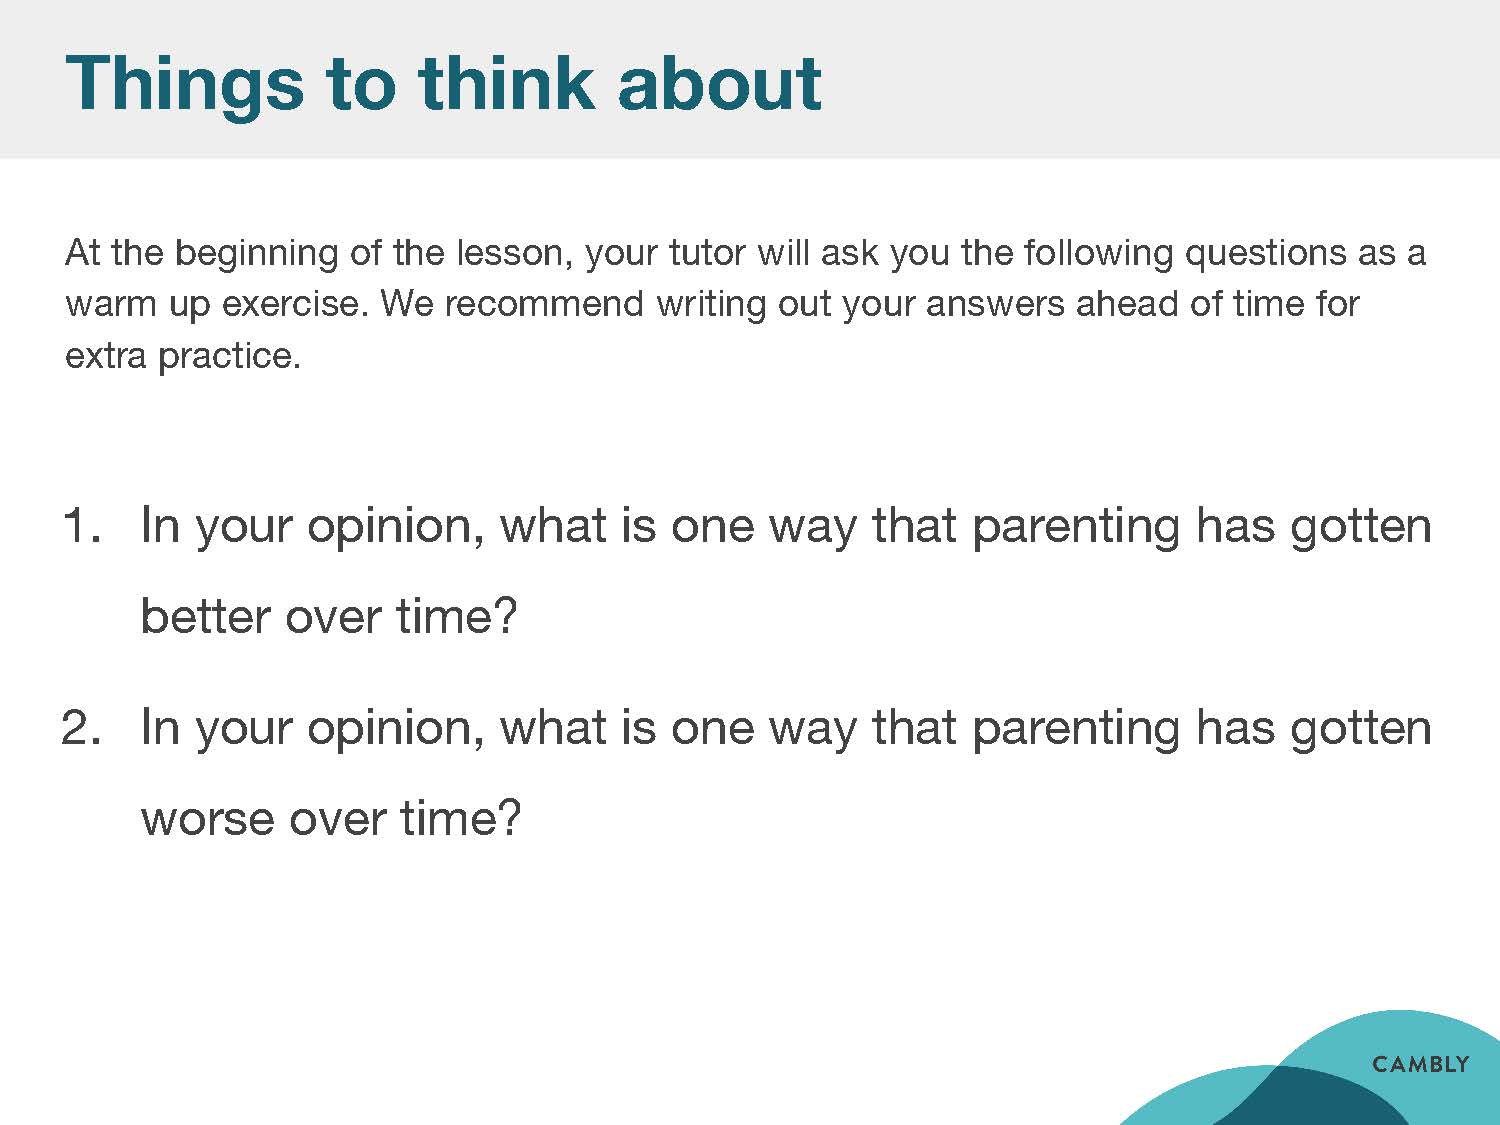 Things to think about
At the beginning of the lesson, your tutor will ask you the following questions as a
warm up exercise. We recommend writing out your answers ahead of time for
extra practice.
1. In your opinion, what is one way that parenting has gotten
better over time?
2. In your opinion, what is one way that parenting has gotten
worse over time?
CAMBLY